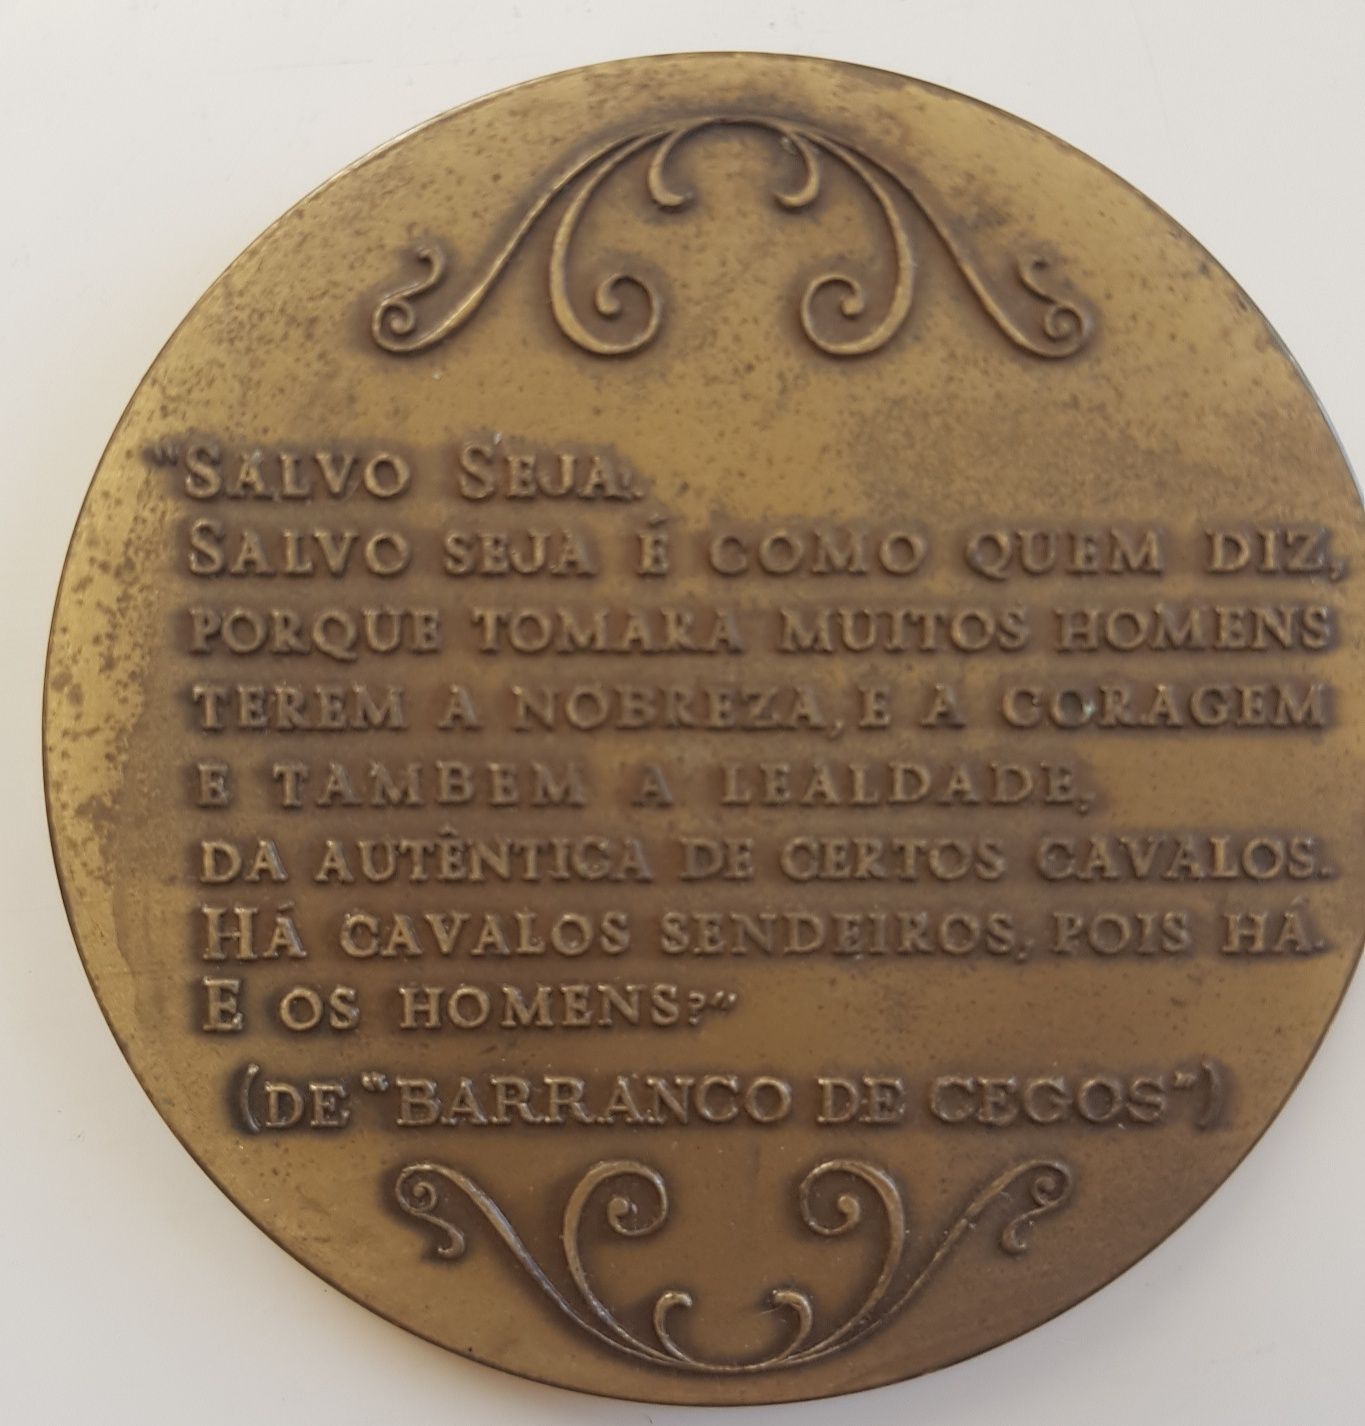 "SALVO SEJA!
SALVO SEJA É COMO QUEM DIZ,
PORQUE TOMARA MUITOS HOMENS
TEREM A NOBREZA, E A CORAGEM
E TAMBEM A LEALDADE,
DA AUTÊNTICA DE CERTOS CAVALOS.
HÁ CAVALOS SENDEIROS, POIS HÁ.
E OS HOMENS?"
(DE "BARRANCO DE CEGOS")